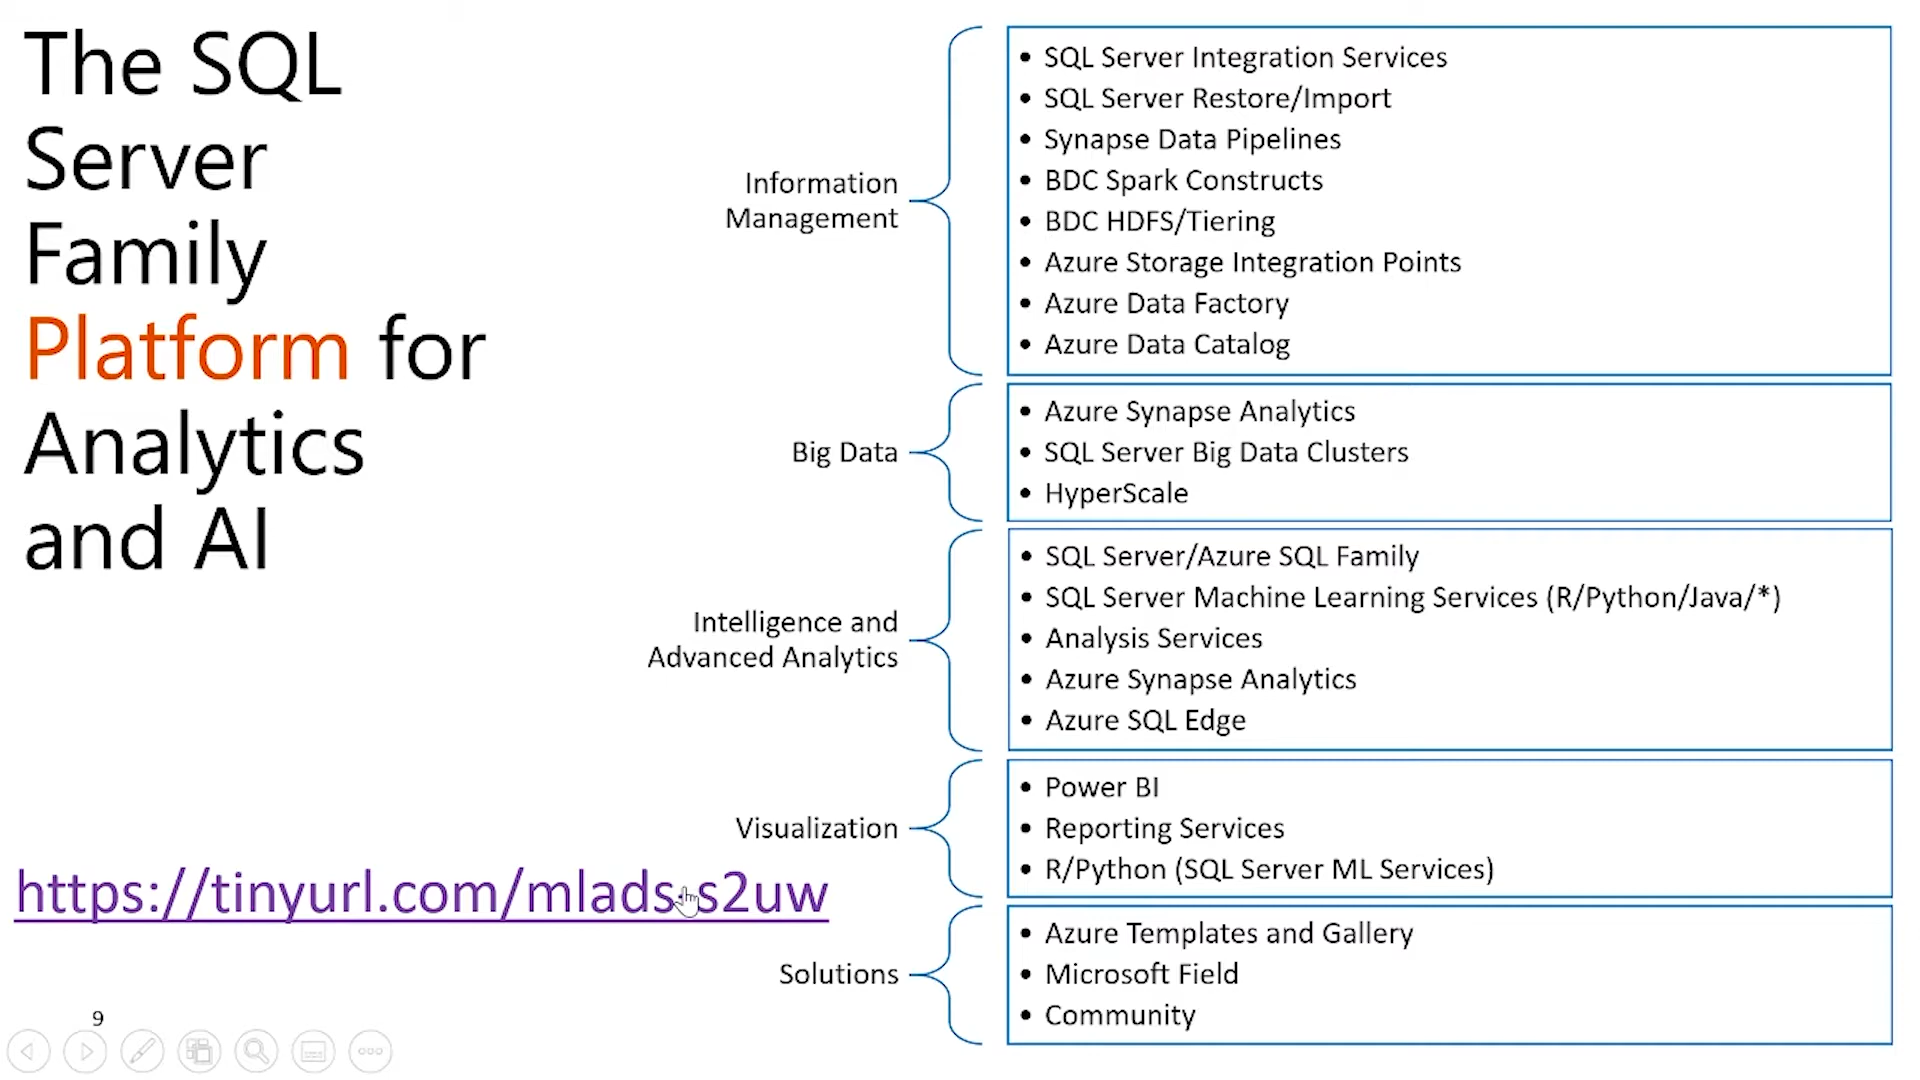 The SQL
Server
Family
Platform for
Analytics
and AI
https://tinyurl.com/mlads-s2uw
9
Information
Management
• SQL Server Integration Services
• SQL Server Restore/Import
• Synapse Data Pipelines
• BDC Spark Constructs
• BDC HDFS/Tiering
• Azure Storage Integration Points
• Azure Data Factory
• Azure Data Catalog
Big Data
• Azure Synapse Analytics
• SQL Server Big Data Clusters
• HyperScale
Intelligence and
Advanced Analytics
• SQL Server/Azure SQL Family
• SQL Server Machine Learning Services (R/Python/Java/*)
• Analysis Services
• Azure Synapse Analytics
• Azure SQL Edge
Visualization
• Power BI
• Reporting Services
• R/Python (SQL Server ML Services)
Solutions
• Azure Templates and Gallery
• Microsoft Field
• Community